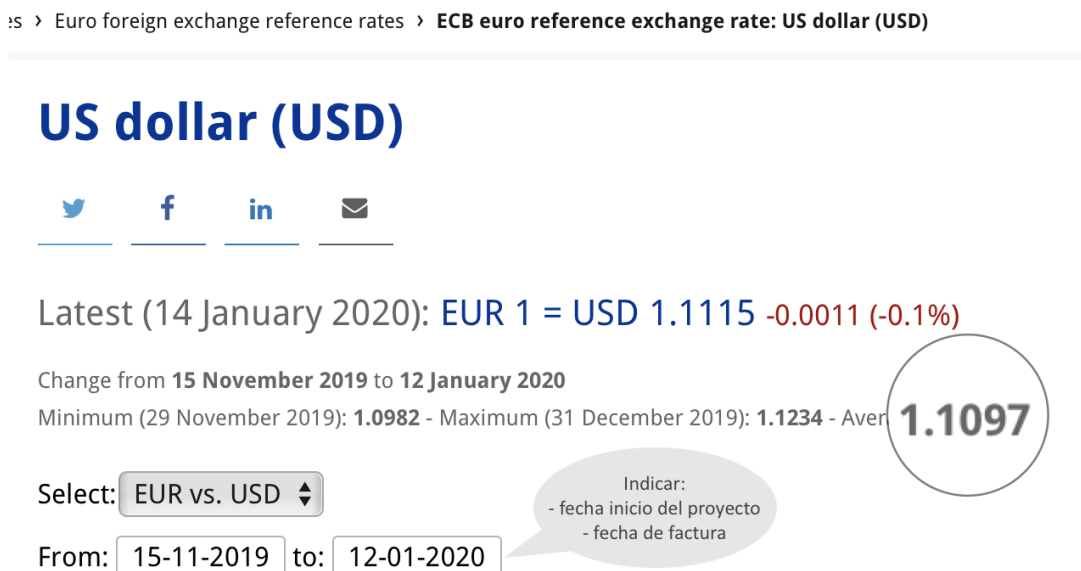 › Euro foreign exchange reference rates › ECB euro reference exchange rate: US dollar (USD)
US dollar (USD)
Latest (14 January 2020): EUR 1 = USD 1.1115 -0.0011 (-0.1%)
Change from 15 November 2019 to 12 January 2020
Minimum (29 November 2019): 1.0982 - Maximum (31 December 2019): 1.1234 - Aver 1.1097
Select: EUR vs. USD
Indicar:
- fecha inicio del proyecto
- fecha de factura
From: 15-11-2019 to: 12-01-2020